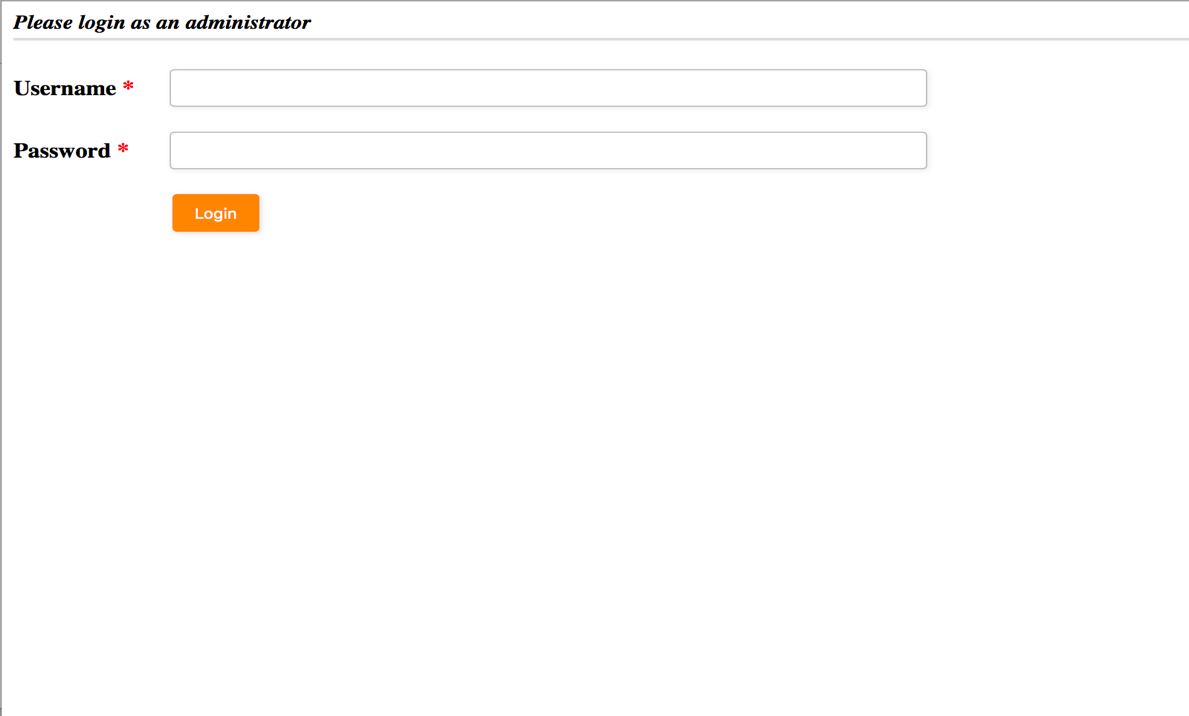 Please login as an administrator
Username *
Password *
Login